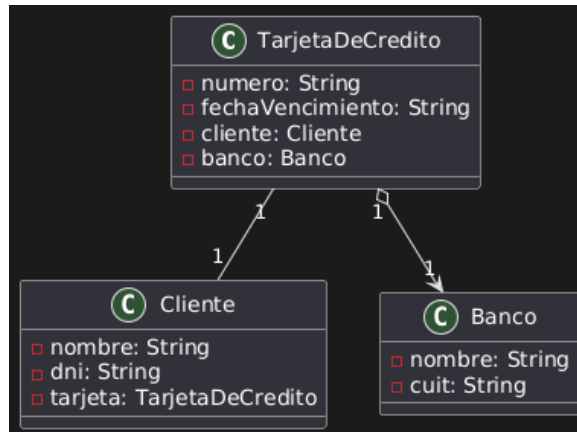 C TarjetaDeCredito
numero: String
fechaVencimiento: String
cliente: Cliente
banco: Banco
1
1
1
1
C Cliente
nombre: String
dni: String
tarjeta: TarjetaDeCredito
C Banco
nombre: String
cuit: String